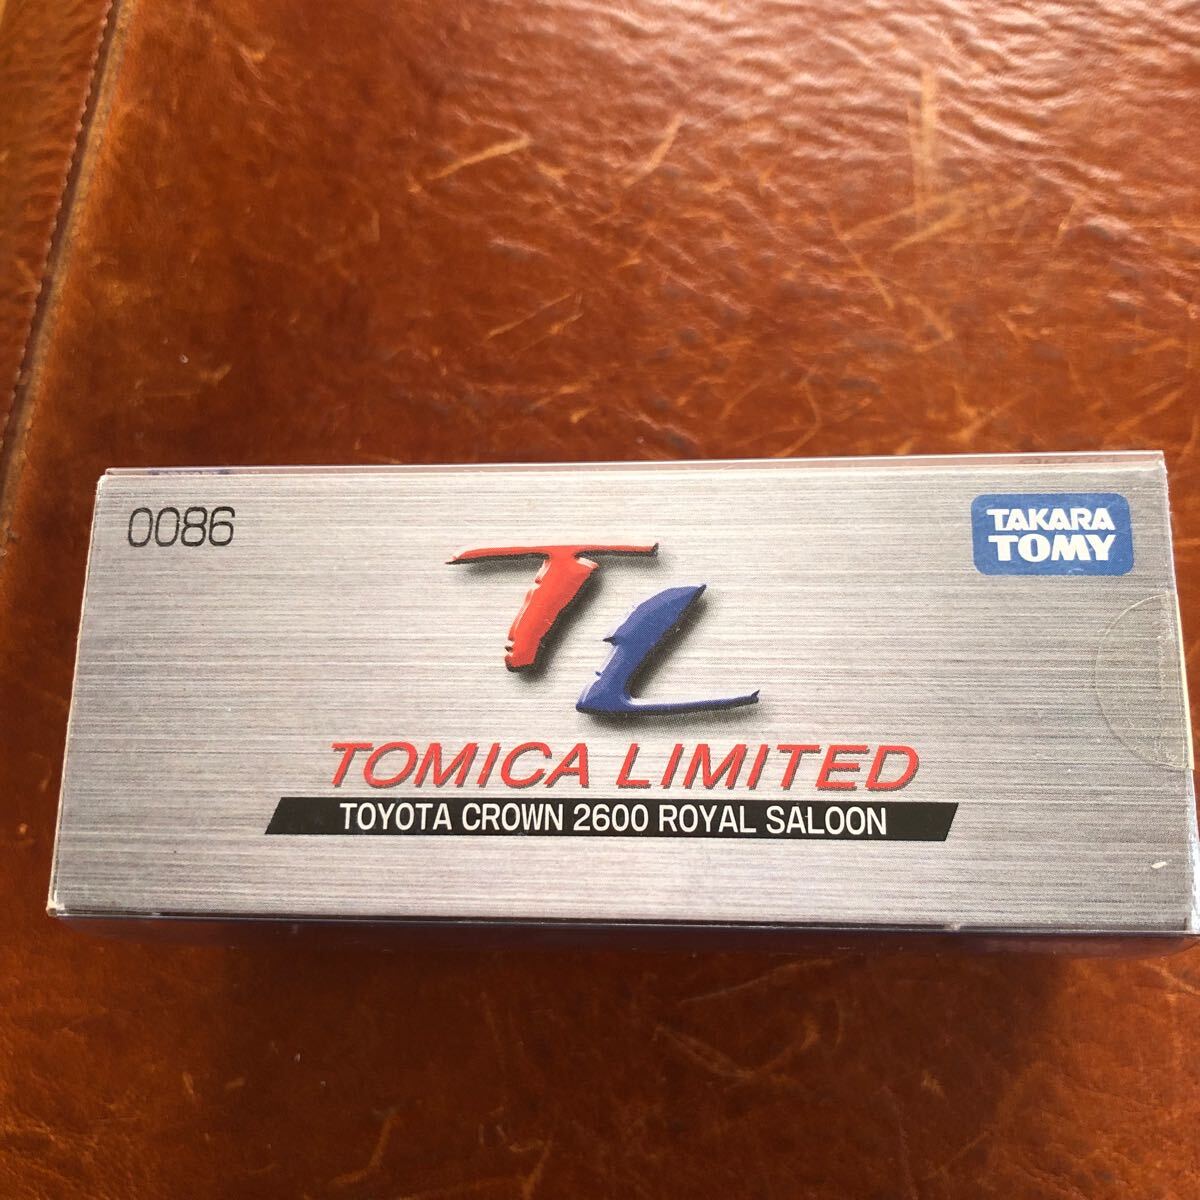 0086
TAKARA
TOMY
TL
TOMICA LIMITED
TOYOTA CROWN 2600 ROYAL SALOON